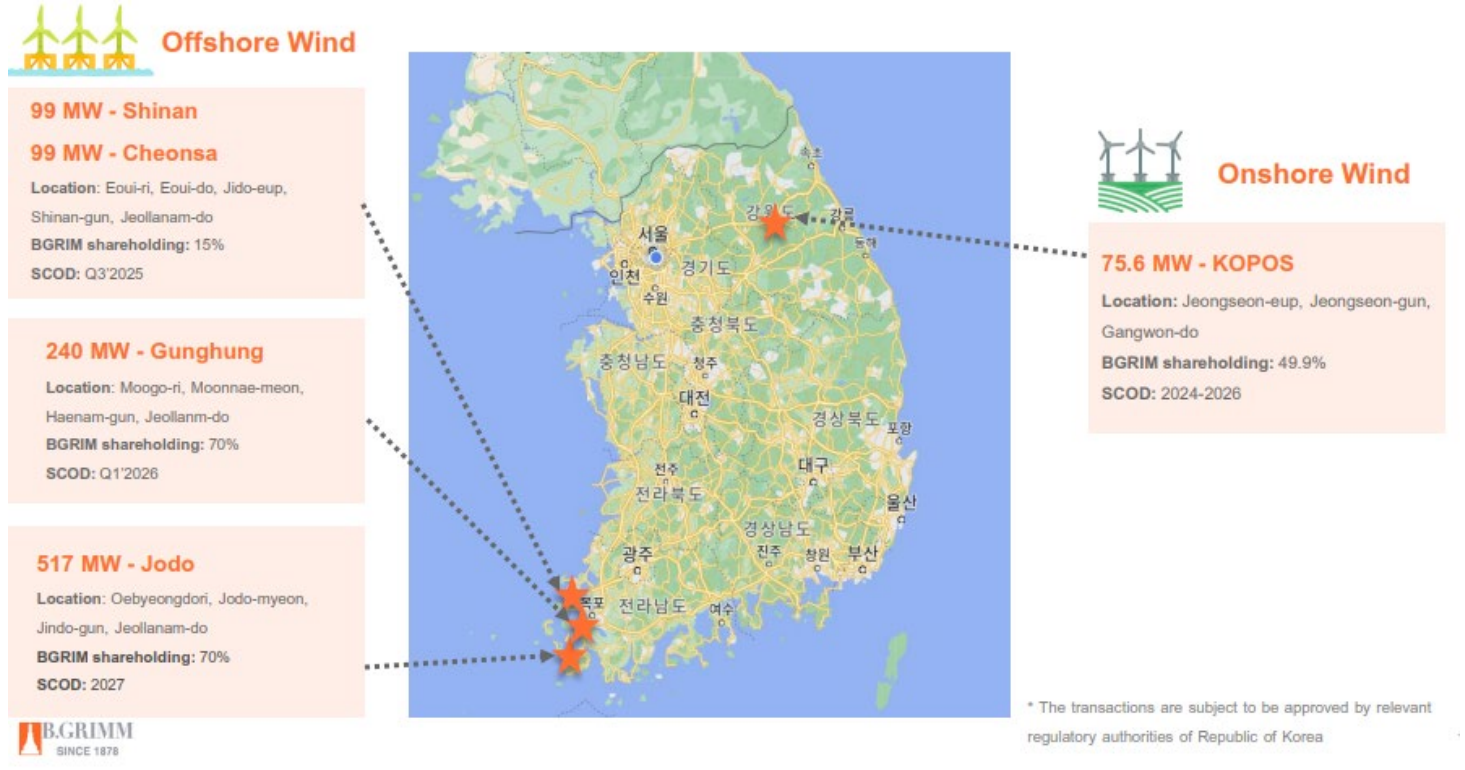 Offshore Wind
99 MW - Shinan
99 MW - Cheonsa
Location: Eoui-ri, Eoui-do, Jido-eup,
Shinan-gun, Jeollanam-do
BGRIM shareholding: 15%
SCOD: Q3'2025
240 MW - Gunghung
Location: Moogo-ri, Moonnae-meon,
Haenam-gun, Jeollanm-do
BGRIM shareholding: 70%
SCOD: Q1'2026
517 MW - Jodo
Location: Oebyeongdori, Jodo-myeon,
Jindo-gun, Jeollanam-do
BGRIM shareholding: 70%
SCOD: 2027
B.GRIMM
SINCE 1878
속초
강릉
동해
서울
인천
경기도
수원
충청북도
충청남도
청주
대전
경상북도
포항
전주
대구
전라북도
울산
경상남도
광주
진주
창원
부산
목포
전라남도
여수
Onshore Wind
75.6 MW - KOPOS
Location: Jeongseon-eup, Jeongseon-gun,
Gangwon-do
BGRIM shareholding: 49.9%
SCOD: 2024-2026
* The transactions are subject to be approved by relevant
regulatory authorities of Republic of Korea